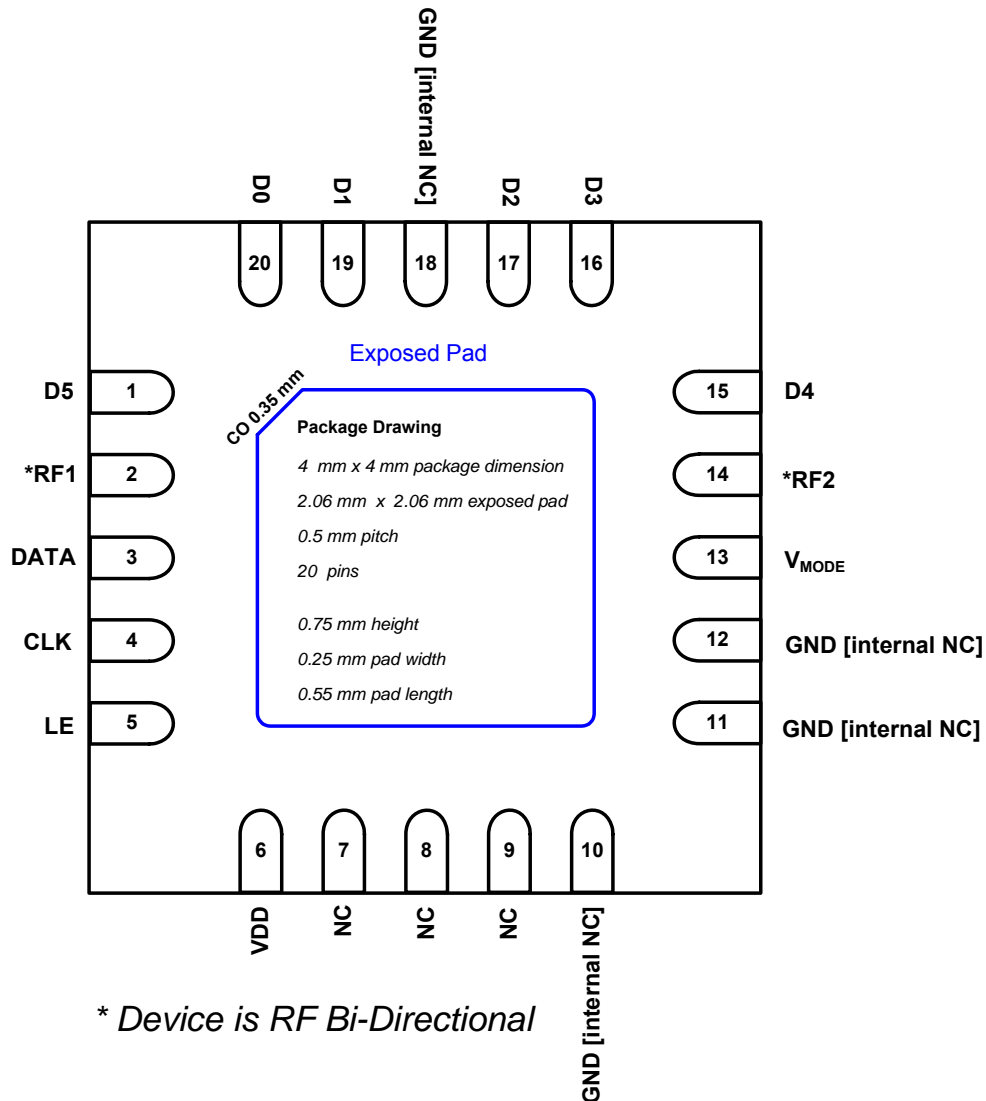 GND [internal NC]
D0
D1
D2
D3
20
19
18
17
16
Exposed Pad
D5
1
15
D4
CO 0.35 mm
Package Drawing
*RF1
2
4 mm x 4 mm package dimension
14
*RF2
2.06 mm x 2.06 mm exposed pad
0.5 mm pitch
DATA
3
20 pins
13
VMODE
CLK
4
0.75 mm height
12
GND [internal NC]
0.25 mm pad width
0.55 mm pad length
LE
5
11
GND [internal NC]
6
7
8
9
10
VDD
NC
NC
NC
GND [internal NC]
* Device is RF Bi-Directional